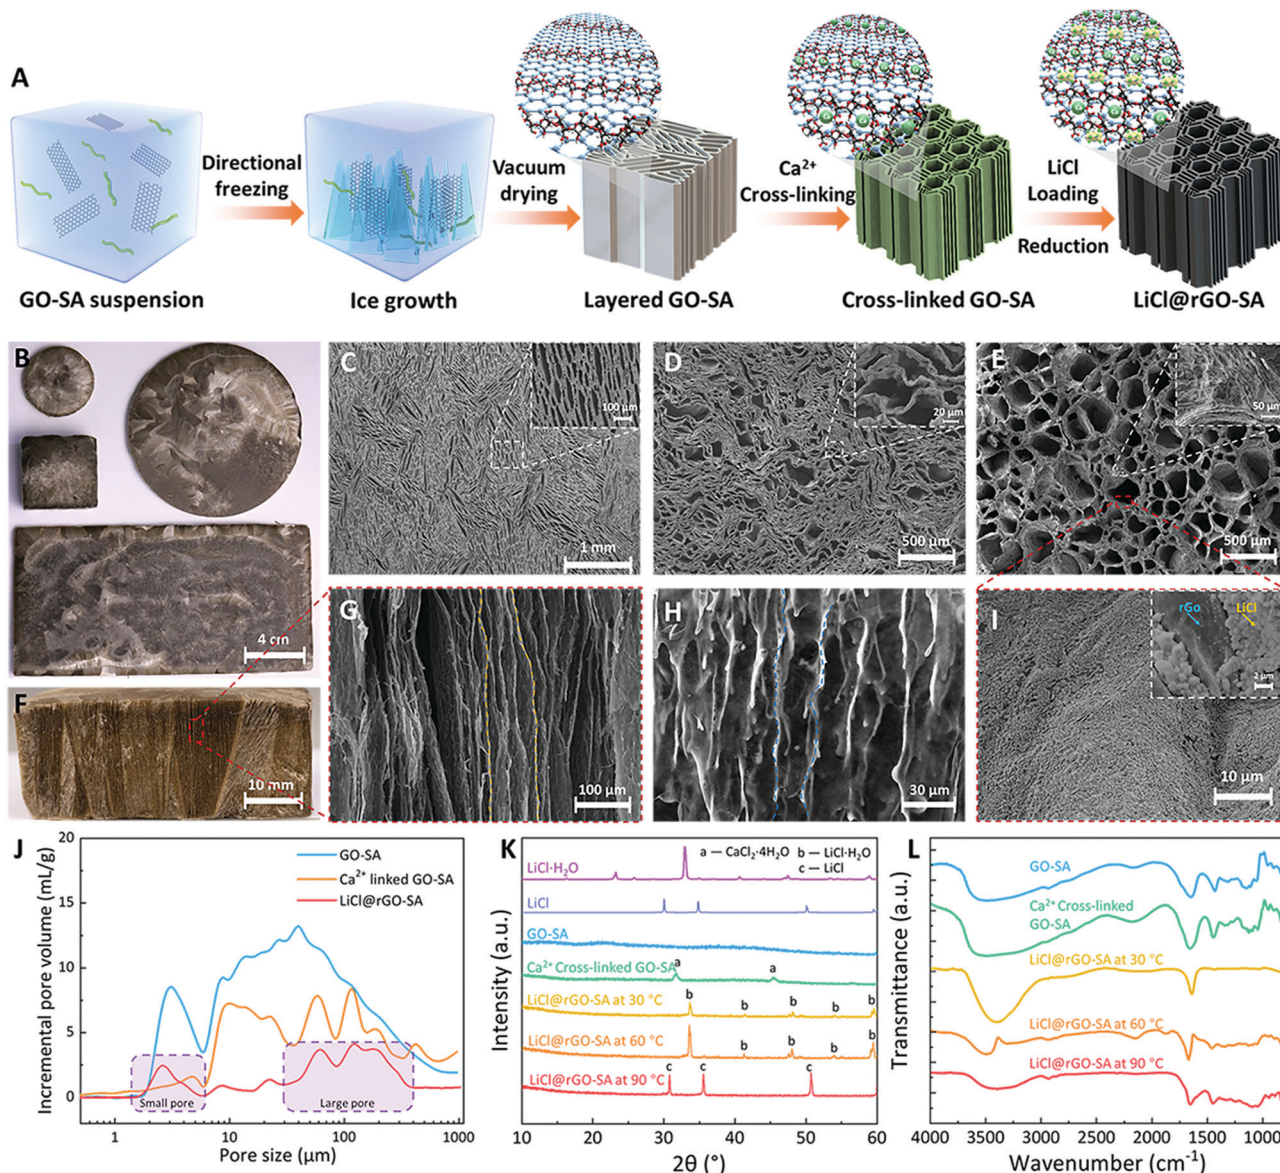 A
Directional
freezing
Vacuum
drying
Ca²⁺
Cross-linking
LiCl
Loading
Reduction
GO-SA suspension
Ice growth
Layered GO-SA
Cross-linked GO-SA
LiCl@rGO-SA
B
4 cm
C
100 μm
1 mm
D
20 μm
500 μm
E
50 μm
500 μm
F
10 mm
G
100 μm
H
30 μm
I
rGo
LiCl
2 μm
10 μm
J
Incremental pore volume (mL/g)
20
15
10
5
0
GO-SA
Ca²⁺ linked GO-SA
LiCl@rGO-SA
Small pore
Large pore
1
10
100
1000
Pore size (μm)
K
Intensity (a.u.)
a — CaCl₂·4H₂O b — LiCl·H₂O
c — LiCl
LiCl·H₂O
LiCl
GO-SA
Ca²⁺ Cross-linked GO-SA
a
a
LiCl@rGO-SA at 30 °C
b
b
b
b
b
LiCl@rGO-SA at 60 °C
b
b
b
b
LiCl@rGO-SA at 90 °C
c
c
c
10
20
30
40
50
60
2θ (°)
L
Transmittance (a.u.)
GO-SA
Ca²⁺ Cross-linked
GO-SA
LiCl@rGO-SA at 30 °C
LiCl@rGO-SA at 60 °C
LiCl@rGO-SA at 90 °C
4000
3000
2000
1000
Wavenumber (cm⁻¹)